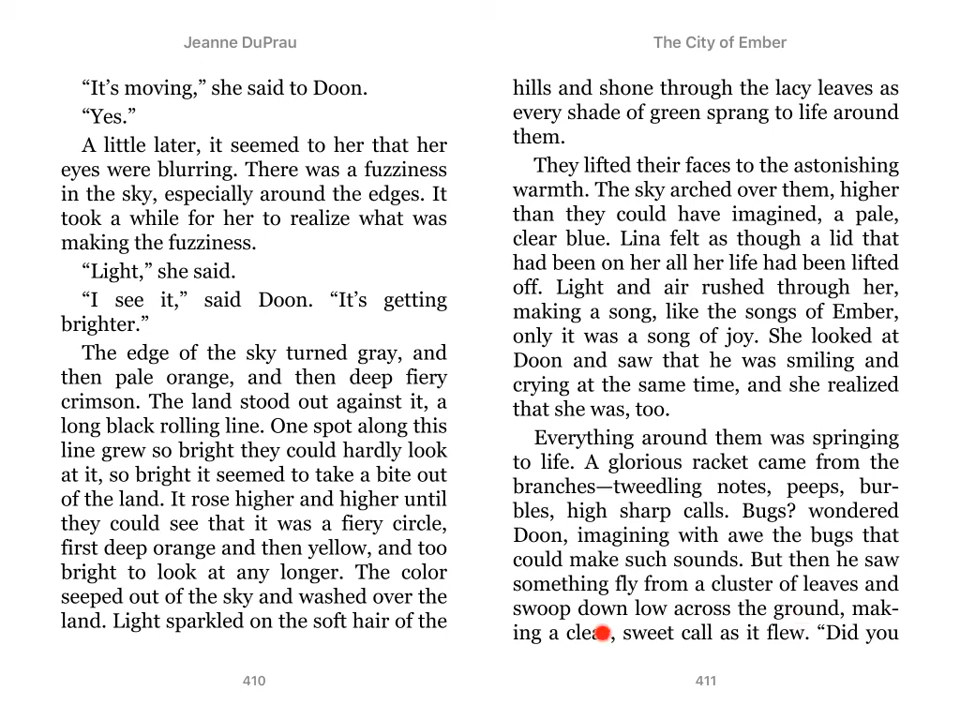 Jeanne DuPrau
“It’s moving,” she said to Doon.
“Yes.”
A little later, it seemed to her that her
eyes were blurring. There was a fuzziness
in the sky, especially around the edges. It
took a while for her to realize what was
making the fuzziness.
“Light,” she said.
“I see it,” said Doon. “It’s getting
brighter.”
The edge of the sky turned gray, and
then pale orange, and then deep fiery
crimson. The land stood out against it, a
long black rolling line. One spot along this
line grew so bright they could hardly look
at it, so bright it seemed to take a bite out
of the land. It rose higher and higher until
they could see that it was a fiery circle,
first deep orange and then yellow, and too
bright to look at any longer. The color
seeped out of the sky and washed over the
land. Light sparkled on the soft hair of the
410
The City of Ember
hills and shone through the lacy leaves as
every shade of green sprang to life around
them.
They lifted their faces to the astonishing
warmth. The sky arched over them, higher
than they could have imagined, a pale,
clear blue. Lina felt as though a lid that
had been on her all her life had been lifted
off. Light and air rushed through her,
making a song, like the songs of Ember,
only it was a song of joy. She looked at
Doon and saw that he was smiling and
crying at the same time, and she realized
that she was, too.
Everything around them was springing
to life. A glorious racket came from the
branches—tweedling notes, peeps, bur-
bles, high sharp calls. Bugs? wondered
Doon, imagining with awe the bugs that
could make such sounds. But then he saw
something fly from a cluster of leaves and
swoop down low across the ground, mak-
ing a clear, sweet call as it flew. “Did you
411